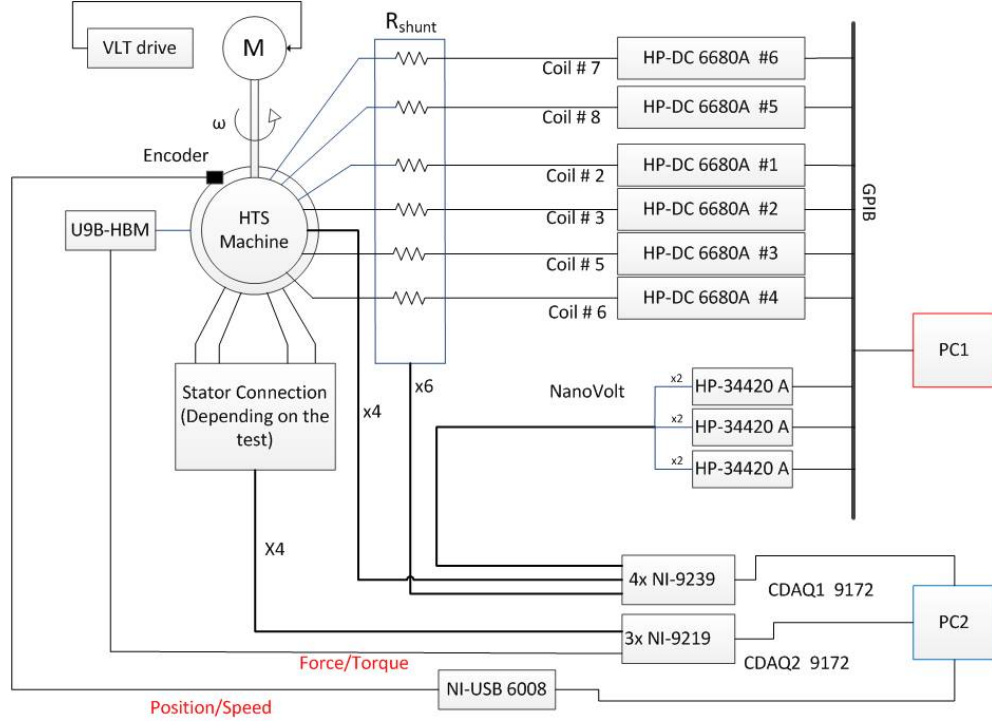 VLT drive
M
Rshunt
ω
Encoder
HTS
Machine
U9B-HBM
Coil # 7
HP-DC 6680A #6
Coil # 8
HP-DC 6680A #5
Coil # 2
HP-DC 6680A #1
Coil # 3
HP-DC 6680A #2
Coil # 5
HP-DC 6680A #3
Coil # 6
HP-DC 6680A #4
GPIB
PC1
Stator Connection
(Depending on the
test)
x4
x6
NanoVolt
x2
HP-34420 A
x2
HP-34420 A
x2
HP-34420 A
X4
4x NI-9239
CDAQ1 9172
3x NI-9219
CDAQ2 9172
PC2
Force/Torque
NI-USB 6008
Position/Speed